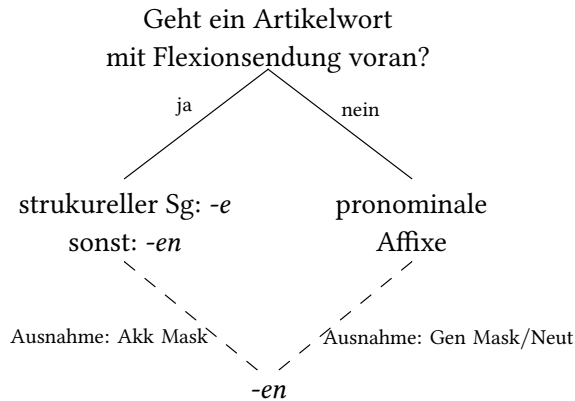 Geht ein Artikelwort
mit Flexionsendung voran?
ja
nein
strukureller Sg: -e
sonst: -en
pronominale
Affixe
Ausnahme: Akk Mask
Ausnahme: Gen Mask/Neut
-en